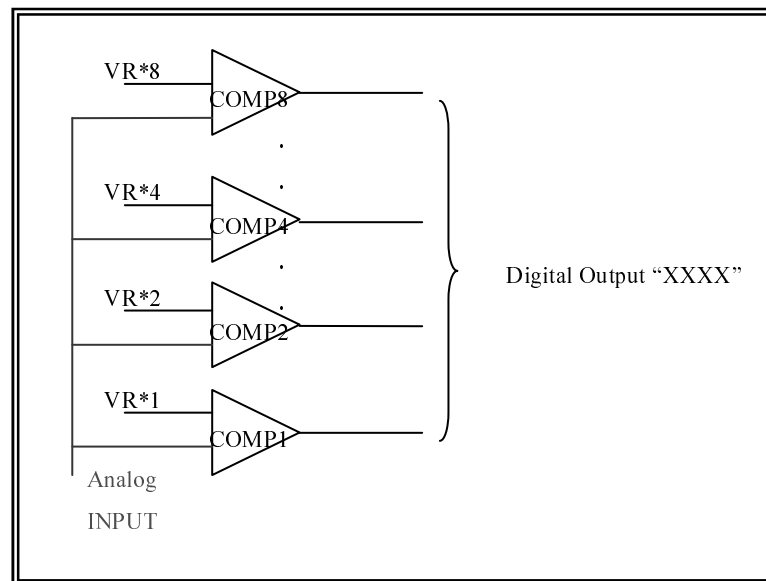 VR*8
COMP8
VR*4
COMP4
Digital Output “XXXX”
VR*2
COMP2
VR*1
COMP1
Analog
INPUT